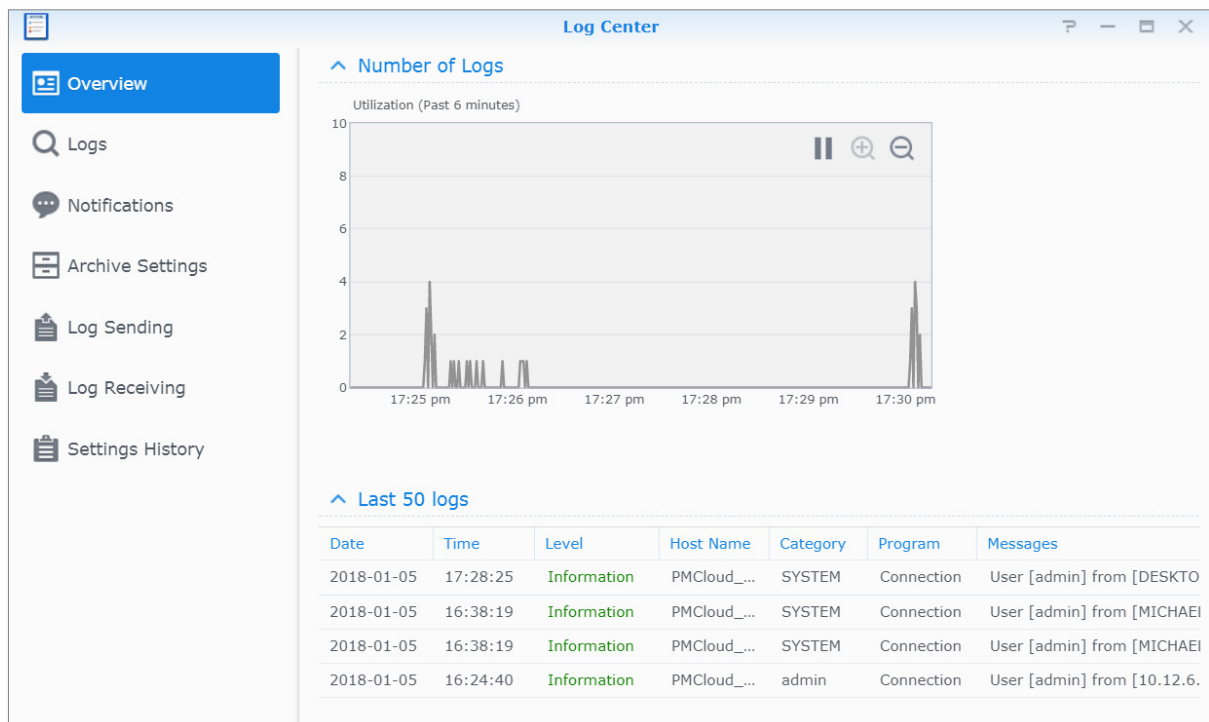 Log Center
Overview
Logs
Notifications
Archive Settings
Log Sending
Log Receiving
Settings History
Number of Logs
Utilization (Past 6 minutes)
10
8
6
4
2
0
17:25 pm 17:26 pm 17:27 pm 17:28 pm 17:29 pm 17:30 pm
Last 50 logs
Date Time Level Host Name Category Program Messages
2018-01-05 17:28:25 Information PMCloud_... SYSTEM Connection User [admin] from [DESKTO
2018-01-05 16:38:19 Information PMCloud_... SYSTEM Connection User [admin] from [MICHAEL
2018-01-05 16:38:19 Information PMCloud_... SYSTEM Connection User [admin] from [MICHAEL
2018-01-05 16:24:40 Information PMCloud_... admin Connection User [admin] from [10.12.6.